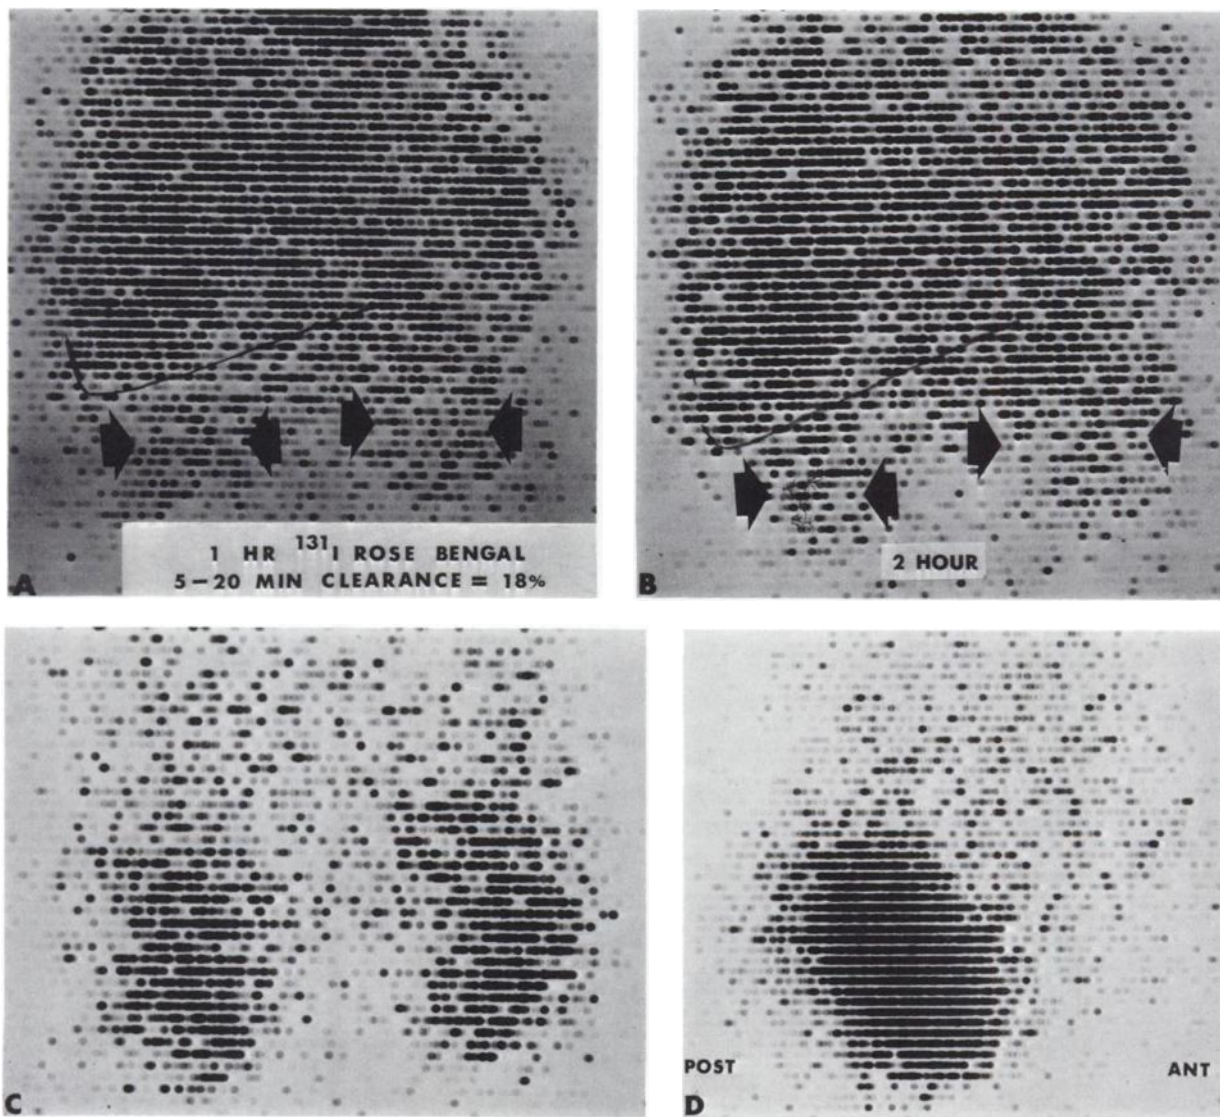 1 HR ¹³¹I ROSE BENGAL
5–20 MIN CLEARANCE = 18%
A
2 HOUR
B
C
POST
ANT
D